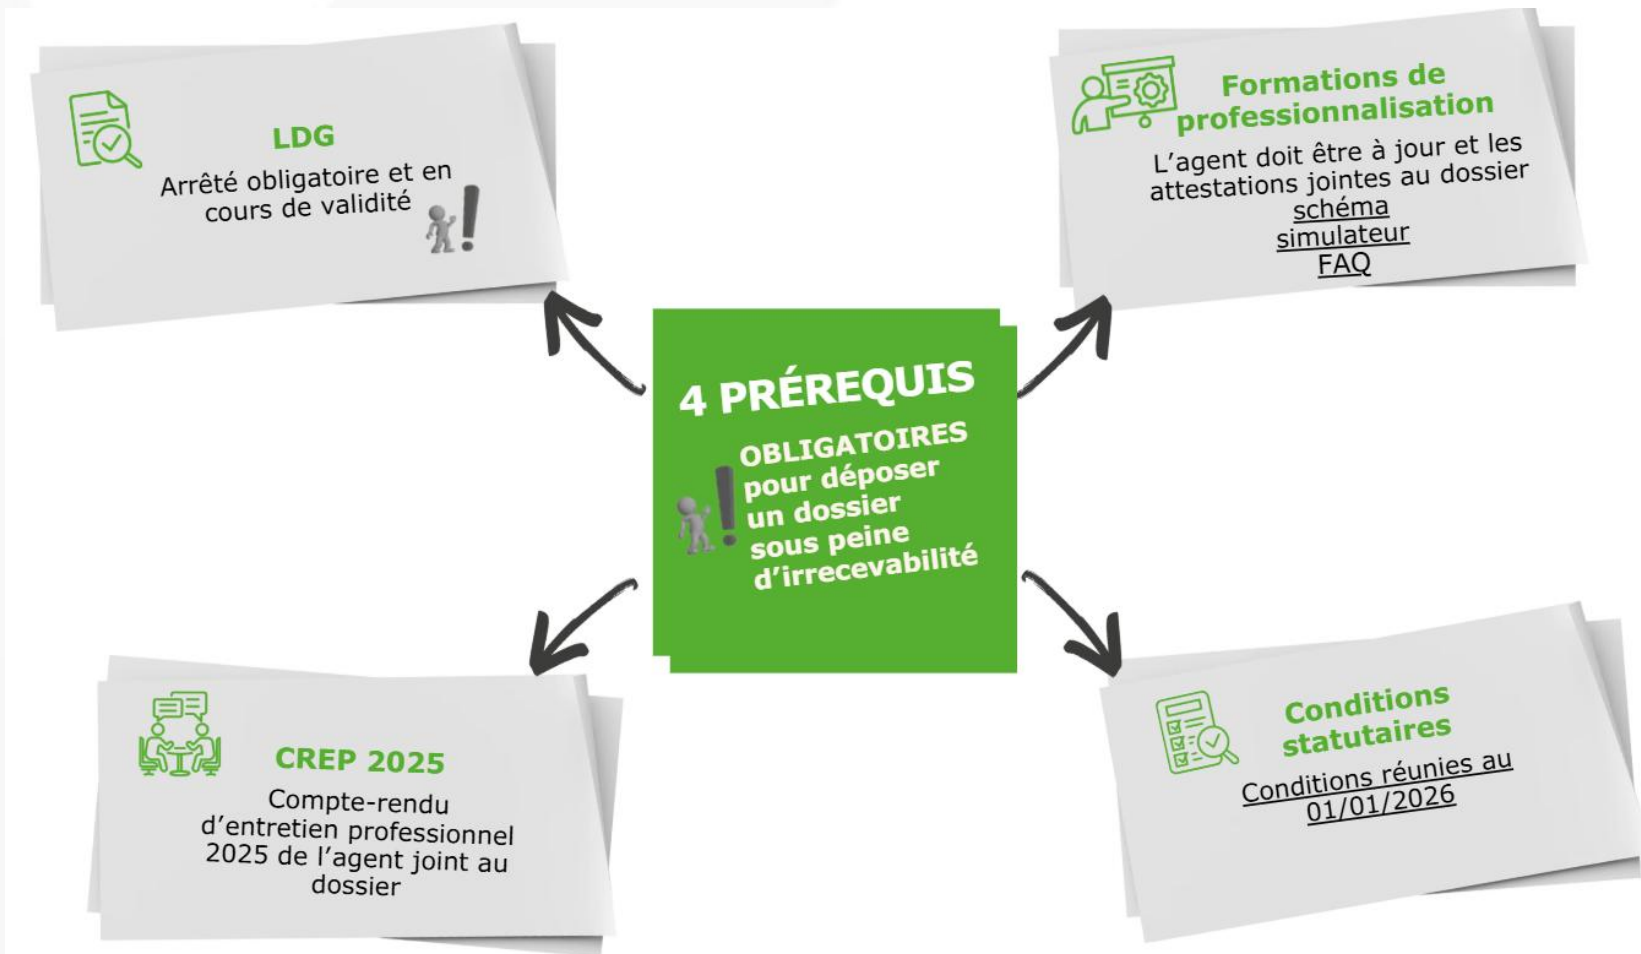 LDG
Arrêté obligatoire et en
cours de validité
Formations de
professionnalisation
L'agent doit être à jour et les
attestations jointes au dossier
schéma
simulateur
FAQ
4 PRÉREQUIS
OBLIGATOIRES
pour déposer
un dossier
sous peine
d'irrecevabilité
CREP 2025
Compte-rendu
d'entretien professionnel
2025 de l'agent joint au
dossier
Conditions
statutaires
Conditions réunies au
01/01/2026